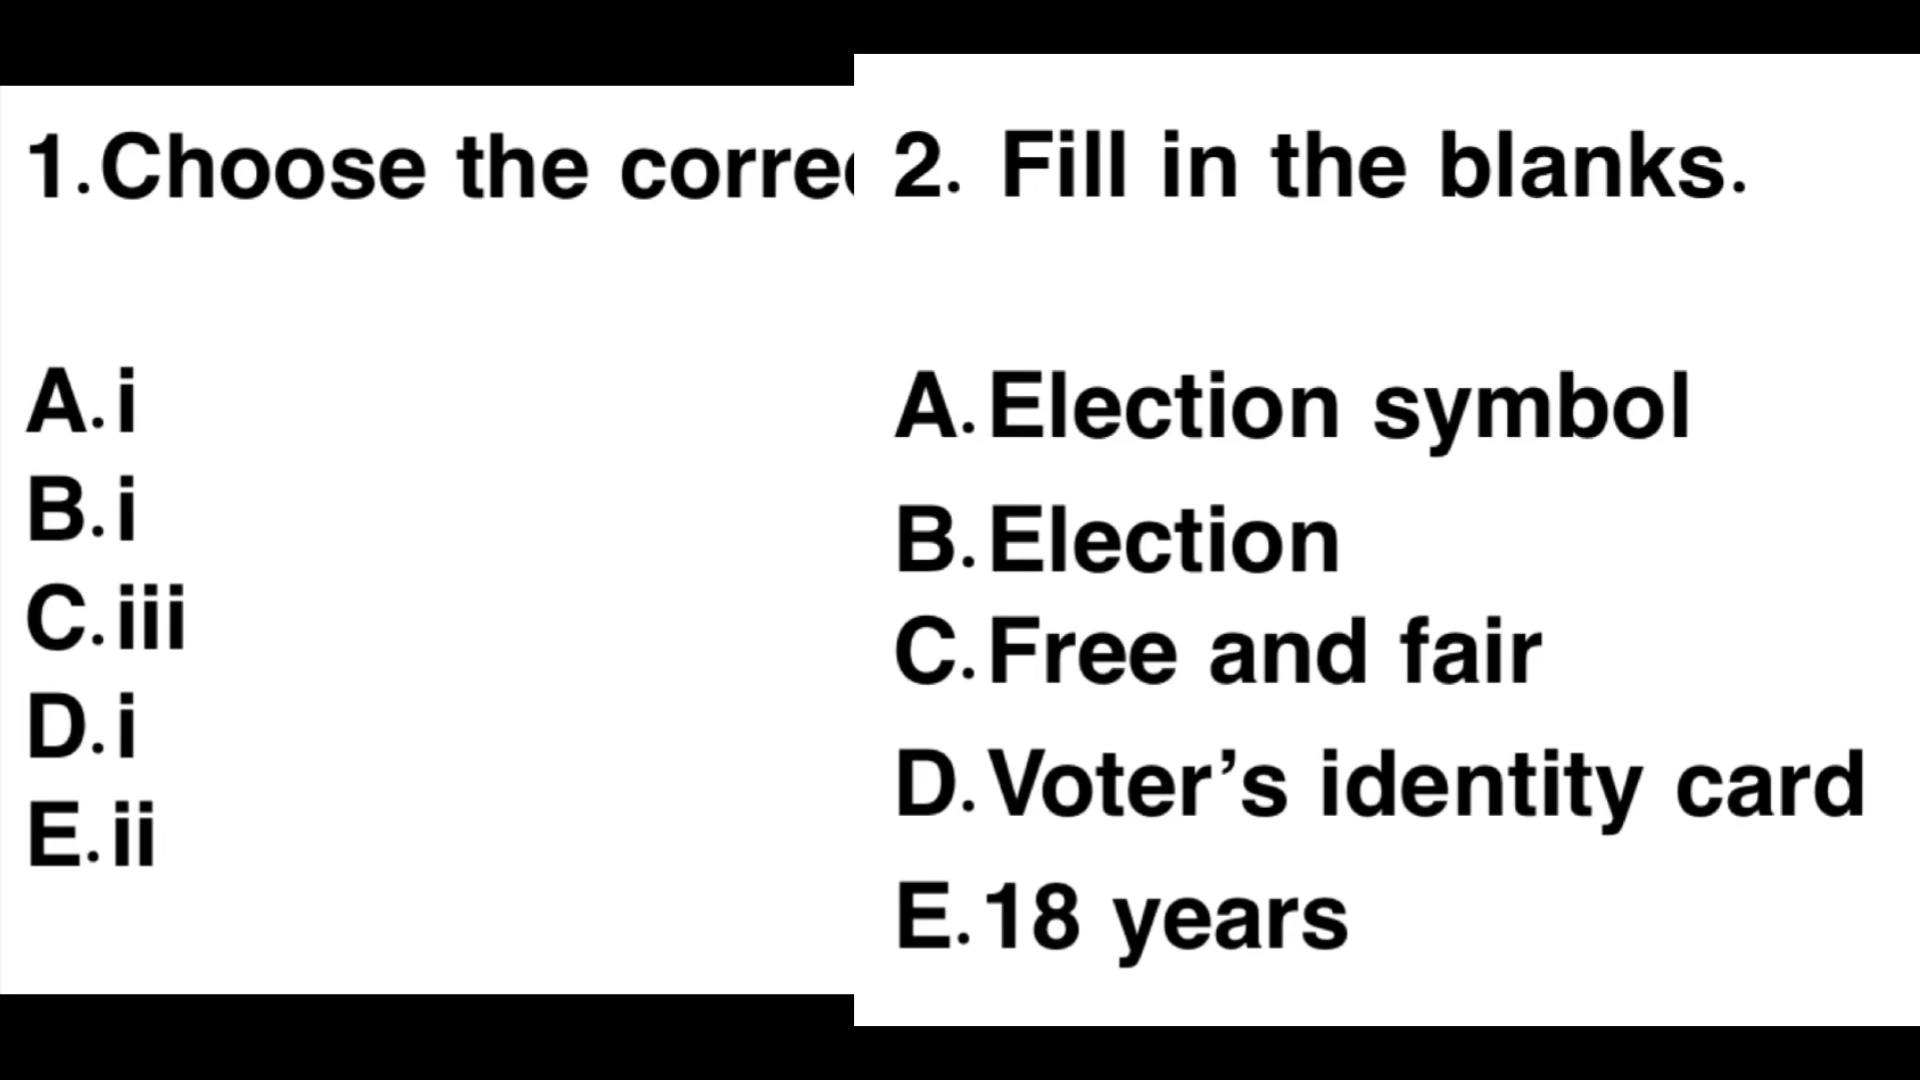 1.Choose the
A.i
B.i
C.iii
D.i
E.ii
2. Fill in the blanks.
A.Election symbol
B.Election
C.Free and fair
D.Voter’s identity card
E.18 years